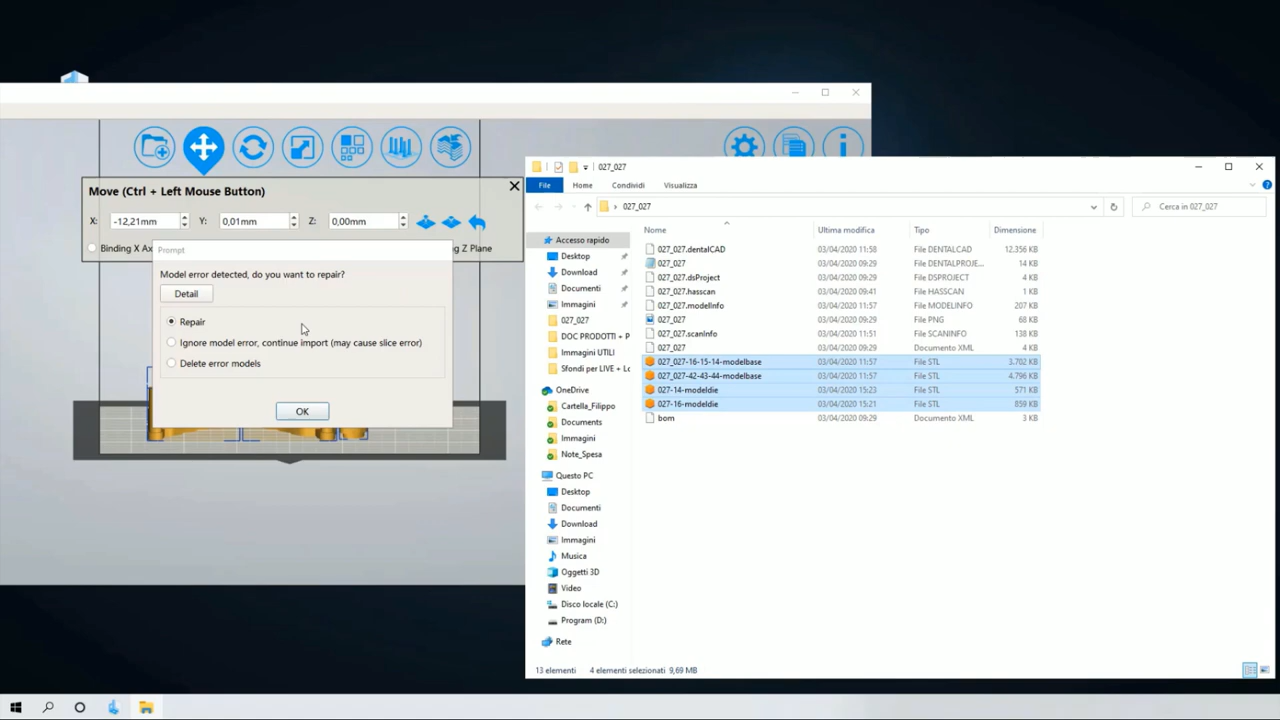 Move (Ctrl + Left Mouse Button)
X: -12,21mm Y: 0,01mm Z: 0,00mm
Binding X Ax
g Z Plane
Prompt
Model error detected, do you want to repair?
Detail
Repair
Ignore model error, continue import (may cause slice error)
Delete error models
OK
027_027
File Home Condividi Visualizza
027_027
Cerca in 027_027
Nome Ultima modifica Tipo Dimensione
Accesso rapido
Desktop
Download
Documenti
Immagini
027_027
DOC PRODOTTI + P
Immagini UTILI
Sfondi per LIVE + Lo
OneDrive
Cartella_Filippo
Documents
Immagini
Note_Spesa
Questo PC
Desktop
Documenti
Download
Immagini
Musica
Oggetti 3D
Video
Disco locale (C:)
Program (D:)
Rete
027_027.dentalCAD 03/04/2020 11:58 File DENTALCAD 12.356 KB
027_027 03/04/2020 09:29 File DENTALPROJE... 14 KB
027_027.dsProject 03/04/2020 09:29 File DSPROJECT 4 KB
027_027.hasscan 03/04/2020 09:41 File HASSCAN 1 KB
027_027.modelInfo 03/04/2020 11:57 File MODELINFO 207 KB
027_027 03/04/2020 09:29 File PNG 68 KB
027_027.scanInfo 03/04/2020 11:51 File SCANINFO 138 KB
027_027 03/04/2020 09:29 Documento XML 4 KB
027_027-16-15-14-modelbase 03/04/2020 11:57 File STL 3.702 KB
027_027-42-43-44-modelbase 03/04/2020 11:57 File STL 4.796 KB
027-14-modeldie 03/04/2020 15:23 File STL 571 KB
027-16-modeldie 03/04/2020 15:21 File STL 859 KB
bom 03/04/2020 09:29 Documento XML 3 KB
13 elementi 4 elementi selezionati 9,69 MB